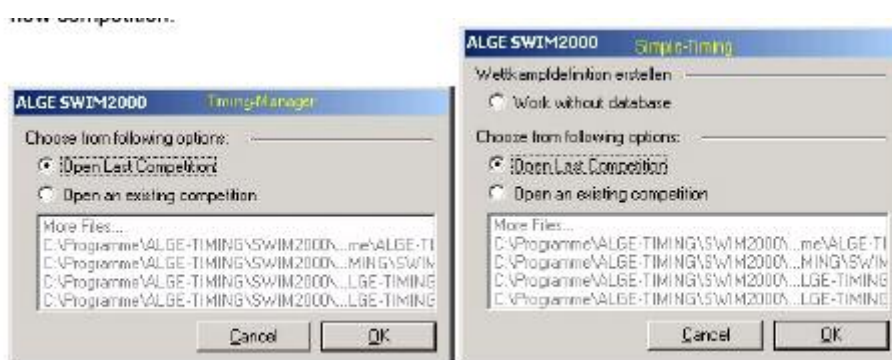 new competition.
ALGE SWIM2000 Timing-Manager
Choose from following options:
Open Last Competition
Open an existing competition
More Files...
C:\Programme\ALGE-TIMING\SWIM2000\...me\ALGE-TI
C:\Programme\ALGE-TIMING\SWIM2000\...MING\SWIM
C:\Programme\ALGE-TIMING\SWIM2000\...LGE-TIMING
C:\Programme\ALGE-TIMING\SWIM2000\...LGE-TIMING
Cancel OK
ALGE SWIM2000 Simple-Timing
Wettkampfdefinition erstellen
Work without database
Choose from following options:
Open Last Competition
Open an existing competition
More Files...
C:\Programme\ALGE-TIMING\SWIM2000\...me\ALGE-TI
C:\Programme\ALGE-TIMING\SWIM2000\...MING\SWIM
C:\Programme\ALGE-TIMING\SWIM2000\...LGE-TIMING
C:\Programme\ALGE-TIMING\SWIM2000\...LGE-TIMING
Cancel OK